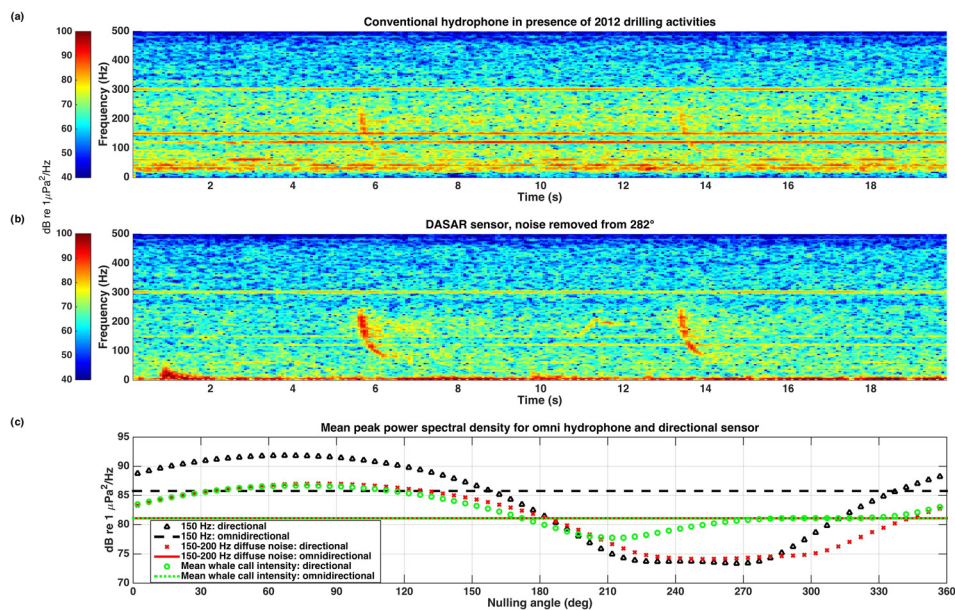 (a)
Conventional hydrophone in presence of 2012 drilling activities
100
90
80
70
60
50
40
dB re 1μPa²/Hz
Frequency (Hz)
500
400
300
200
100
0
2 4 6 8 10 12 14 16 18
Time (s)
(b)
DASAR sensor, noise removed from 282°
100
90
80
70
60
50
40
Frequency (Hz)
500
400
300
200
100
0
2 4 6 8 10 12 14 16 18
Time (s)
(c)
Mean peak power spectral density for omni hydrophone and directional sensor
dB re 1 μPa²/Hz
95
90
85
80
75
70
150 Hz: directional
150 Hz: omnidirectional
150-200 Hz diffuse noise: directional
150-200 Hz diffuse noise: omnidirectional
Mean whale call intensity: directional
Mean whale call intensity: omnidirectional
0 30 60 90 120 150 180 210 240 270 300 330 360
Nulling angle (deg)